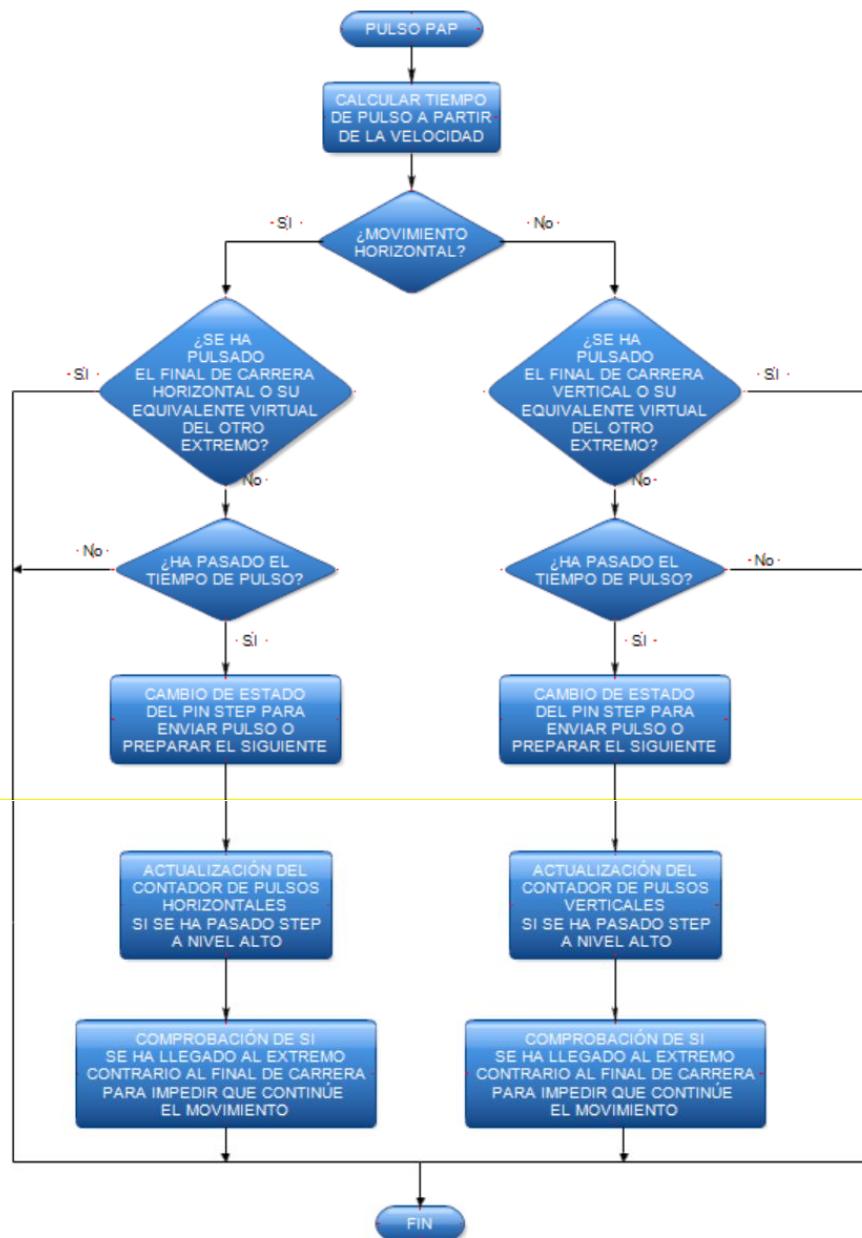 PULSO PAP
CALCULAR TIEMPO
DE PULSO A PARTIR
DE LA VELOCIDAD
¿MOVIMIENTO
HORIZONTAL?
SI
No
¿SE HA
PULSADO
EL FINAL DE CARRERA
HORIZONTAL O SU
EQUIVALENTE VIRTUAL
DEL OTRO
EXTREMO?
SI
No
¿SE HA
PULSADO
EL FINAL DE CARRERA
VERTICAL O SU
EQUIVALENTE VIRTUAL
DEL OTRO
EXTREMO?
SI
No
¿HA PASADO EL
TIEMPO DE PULSO?
No
SI
¿HA PASADO EL
TIEMPO DE PULSO?
No
SI
CAMBIO DE ESTADO
DEL PIN STEP PARA
ENVIAR PULSO O
PREPARAR EL SIGUIENTE
CAMBIO DE ESTADO
DEL PIN STEP PARA
ENVIAR PULSO O
PREPARAR EL SIGUIENTE
ACTUALIZACIÓN DEL
CONTADOR DE PULSOS
HORIZONTALES
SI SE HA PASADO STEP
A NIVEL ALTO
ACTUALIZACIÓN DEL
CONTADOR DE PULSOS
VERTICALES
SI SE HA PASADO STEP
A NIVEL ALTO
COMPROBACIÓN DE SI
SE HA LLEGADO AL EXTREMO
CONTRARIO AL FINAL DE CARRERA
PARA IMPEDIR QUE CONTINÚE
EL MOVIMIENTO
COMPROBACIÓN DE SI
SE HA LLEGADO AL EXTREMO
CONTRARIO AL FINAL DE CARRERA
PARA IMPEDIR QUE CONTINÚE
EL MOVIMIENTO
FIN